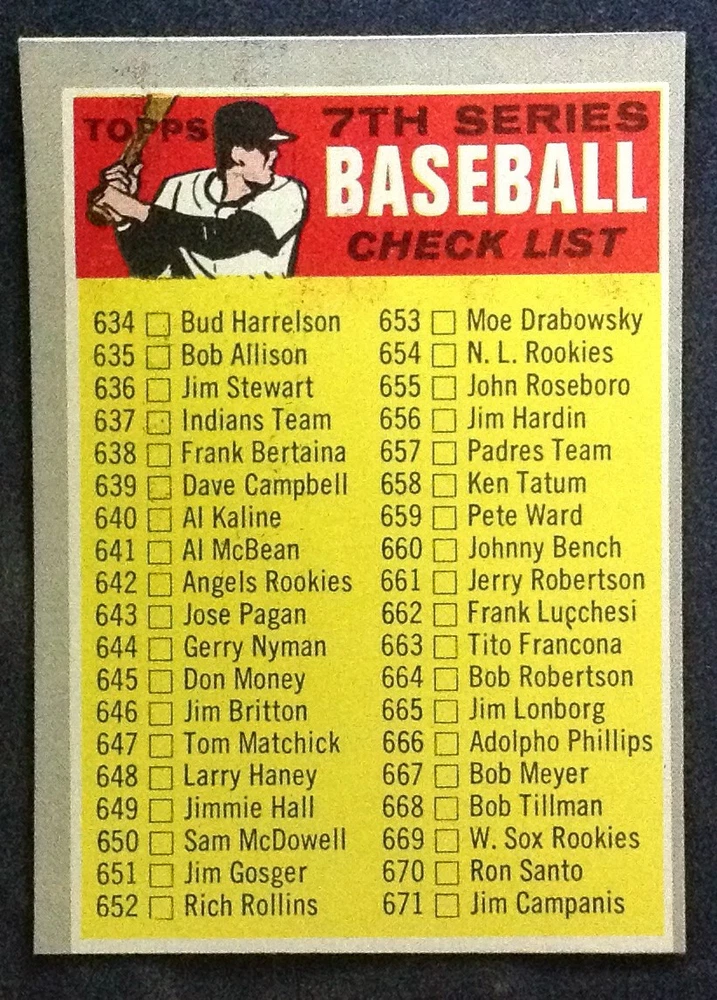 TOPPS
7TH SERIES
BASEBALL
CHECK LIST
634 Bud Harrelson
635 Bob Allison
636 Jim Stewart
637 Indians Team
638 Frank Bertaina
639 Dave Campbell
640 Al Kaline
641 Al McBean
642 Angels Rookies
643 Jose Pagan
644 Gerry Nyman
645 Don Money
646 Jim Britton
647 Tom Matchick
648 Larry Haney
649 Jimmie Hall
650 Sam McDowell
651 Jim Gosger
652 Rich Rollins
653 Moe Drabowsky
654 N. L. Rookies
655 John Roseboro
656 Jim Hardin
657 Padres Team
658 Ken Tatum
659 Pete Ward
660 Johnny Bench
661 Jerry Robertson
662 Frank Lucchesi
663 Tito Francona
664 Bob Robertson
665 Jim Lonborg
666 Adolpho Phillips
667 Bob Meyer
668 Bob Tillman
669 W. Sox Rookies
670 Ron Santo
671 Jim Campanis